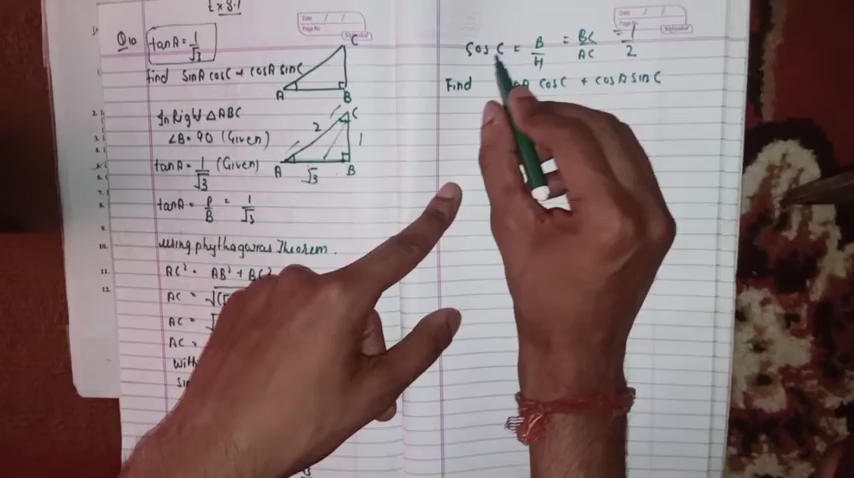 Ex 8.1
Q10 tanA = 1/√3
find SinA cosC + cosA sinC
C
A B
In Right △ ABC
∠B = 90 (Given)
tanA = 1/√3 (Given)
C
2 1
A √3 B
tanA = P/B = 1/√3
using phythagoras Theorem.
AC² = AB² + BC²
AC =
AC =
AC =
With
Cos C = B/H = BC/AC = 1/2
Find A cosC + cosA sinC